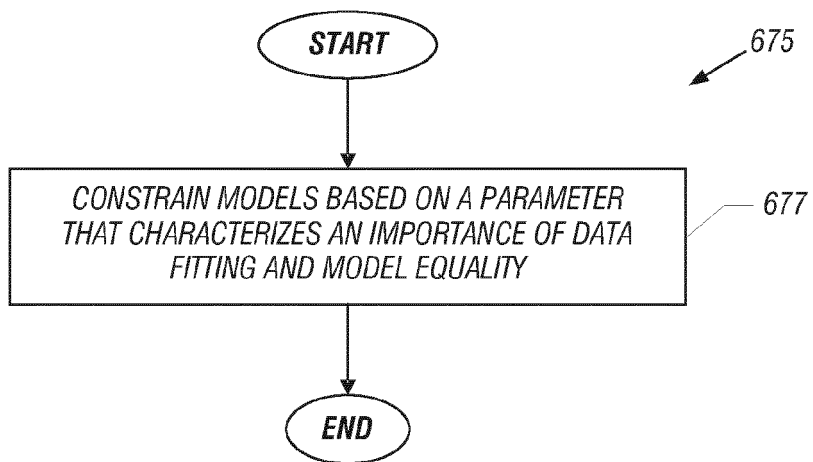 START
675
CONSTRAIN MODELS BASED ON A PARAMETER
THAT CHARACTERIZES AN IMPORTANCE OF DATA
FITTING AND MODEL EQUALITY
677
END